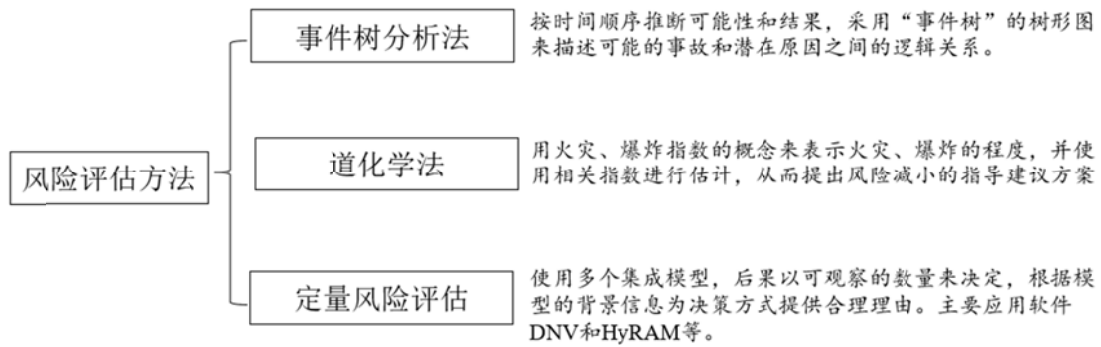 风险评估方法
事件树分析法
按时间顺序推断可能性和结果，采用“事件树”的树形图
来描述可能的事故和潜在原因之间的逻辑关系。
道化学法
用火灾、爆炸指数的概念来表示火灾、爆炸的程度，并使
用相关指数进行估计，从而提出风险减小的指导建议方案
定量风险评估
使用多个集成模型，后果以可观察的数量来决定，根据模
型的背景信息为决策方式提供合理理由。主要应用软件
DNV和HyRAM等。